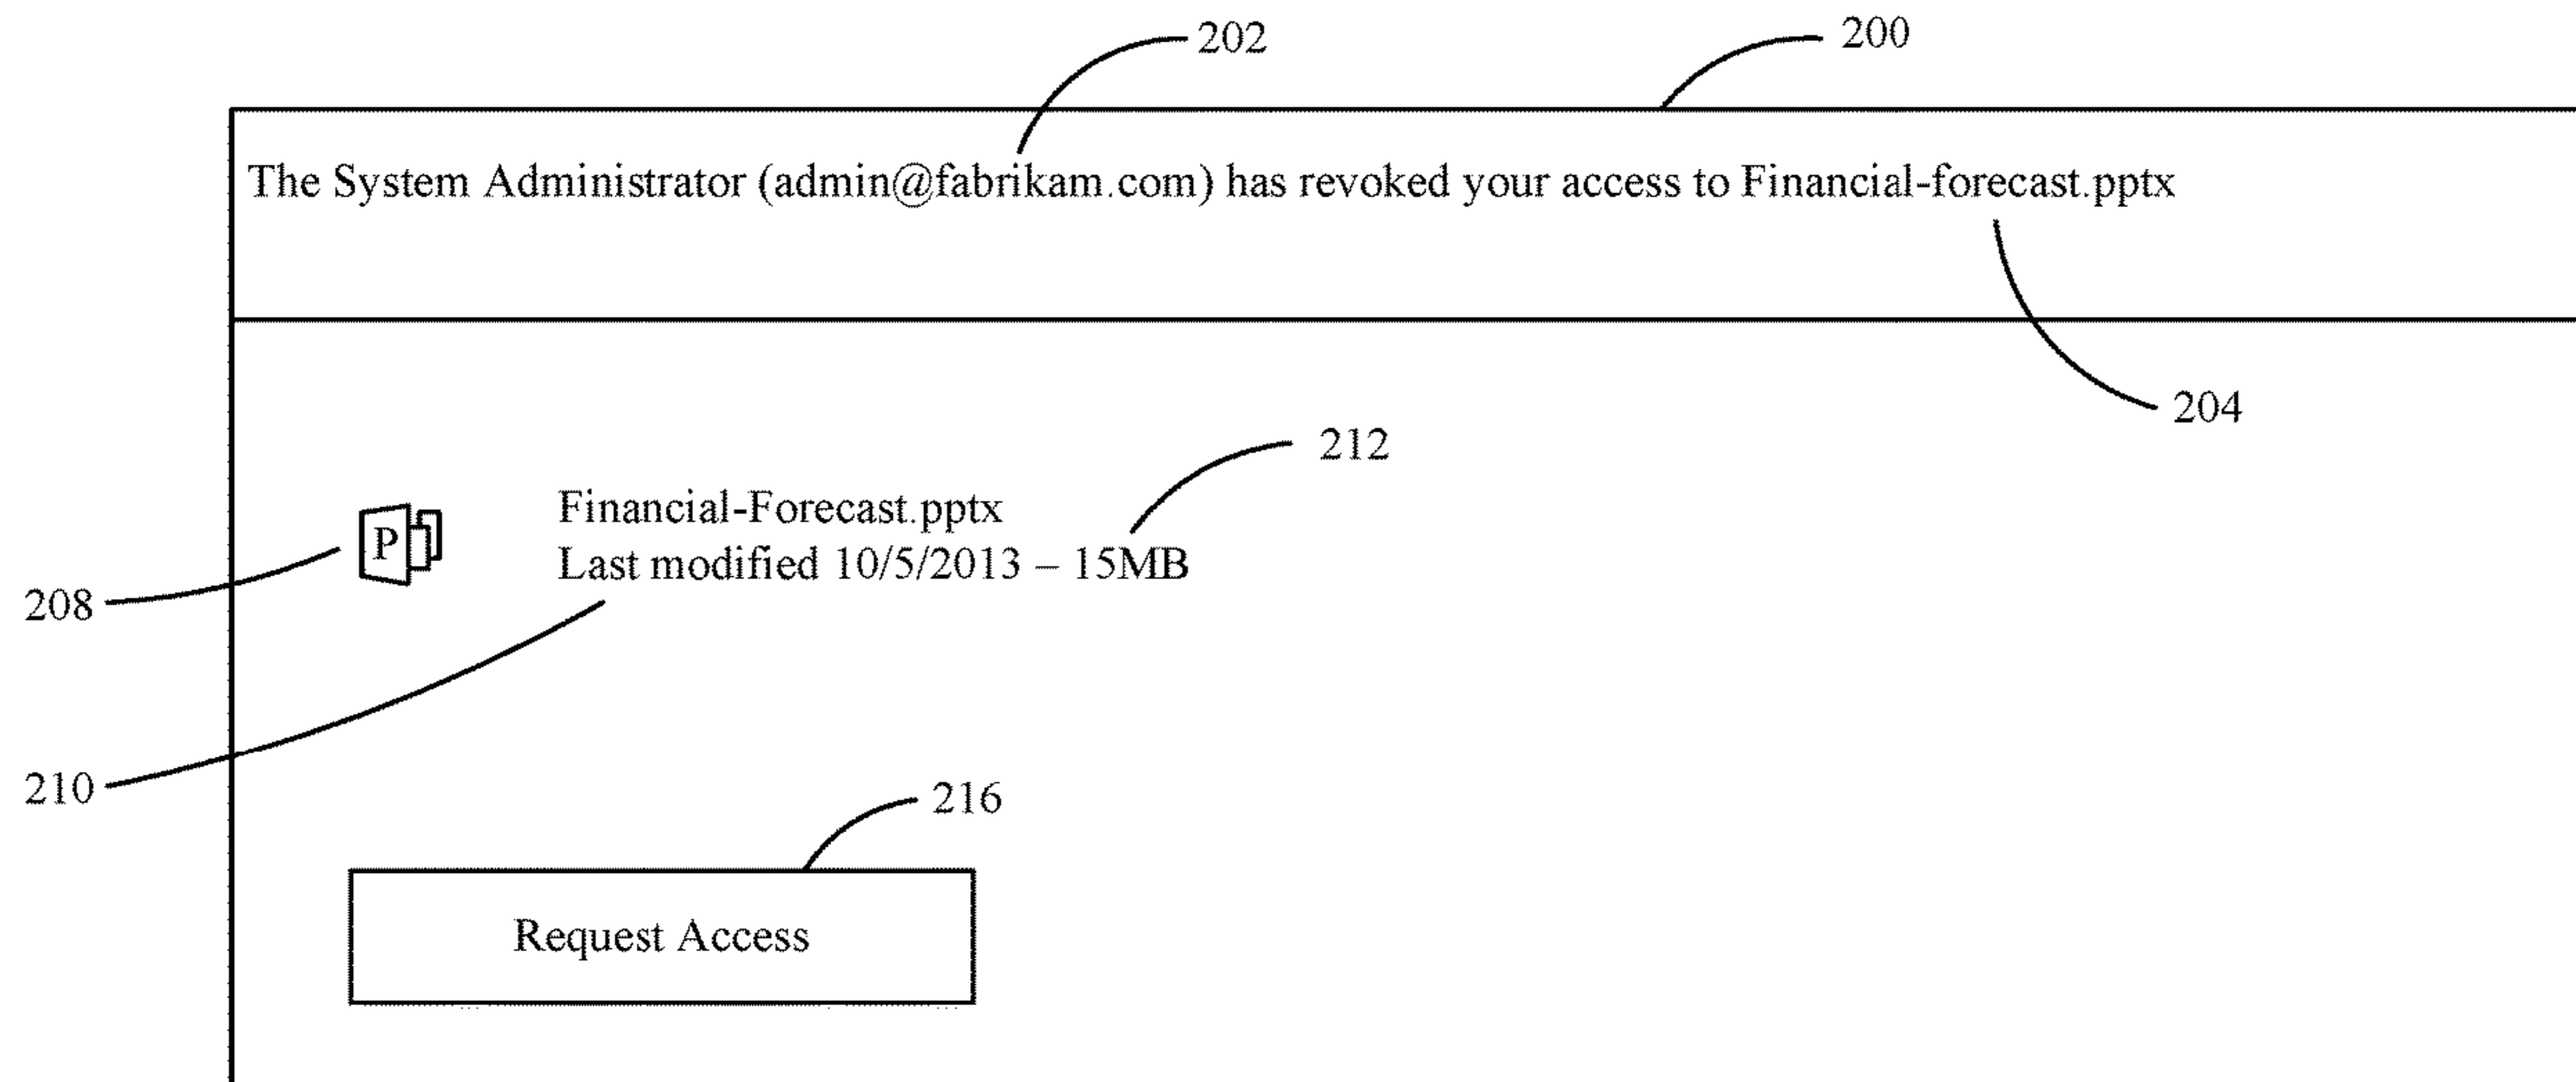 202
200
The System Administrator (admin@fabrikam.com) has revoked your access to Financial-forecast.pptx
204
212
Financial-Forecast.pptx
P
Last modified 10/5/2013 – 15MB
208
210
216
Request Access